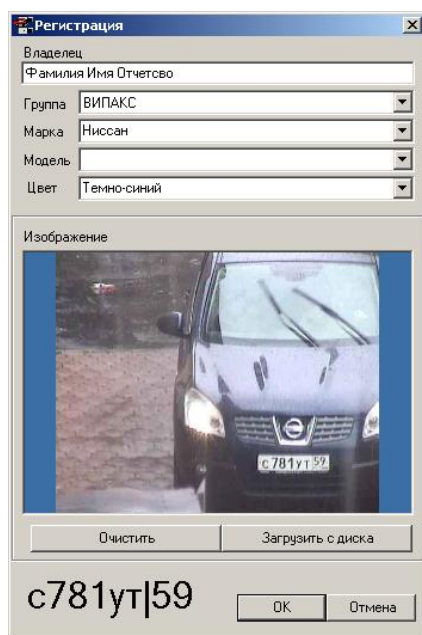 Регистрация
Владелец
Фамилия Имя Отчетсво
Группа ВИПАКС
Марка Ниссан
Модель
Цвет Темно-синий
Изображение
с781ут 59
Очистить Загрузить с диска
с781ут|59
OK Отмена